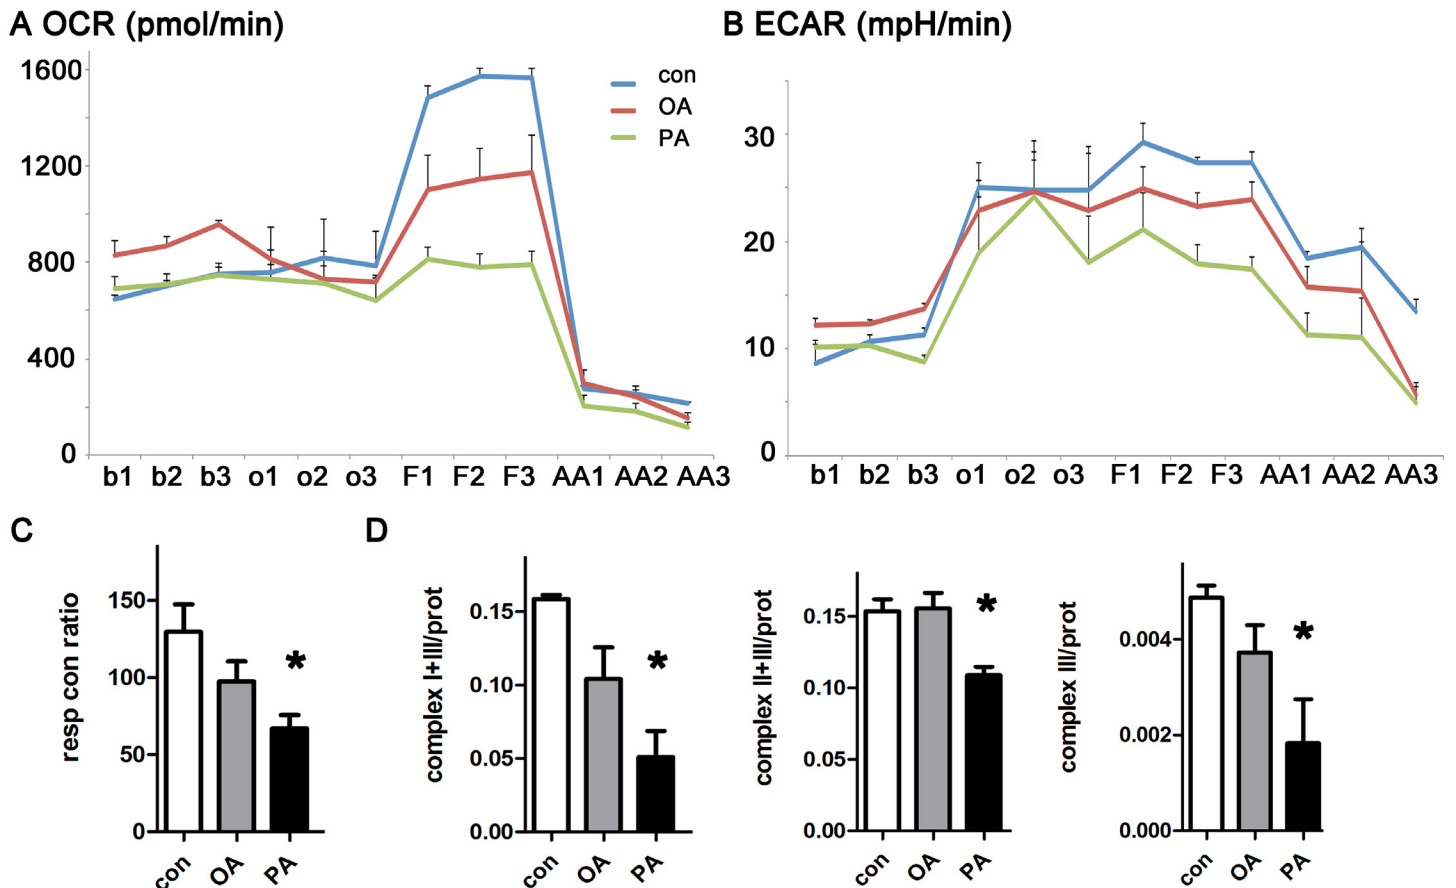 A OCR (pmol/min)
1600
1200
800
400
0
con
OA
PA
b1 b2 b3 o1 o2 o3 F1 F2 F3 AA1 AA2 AA3
B ECAR (mpH/min)
30
20
10
0
b1 b2 b3 o1 o2 o3 F1 F2 F3 AA1 AA2 AA3
C
resp con ratio
150
100
50
0
con OA PA
*
D
complex I+III/prot
0.15
0.10
0.05
0.00
con OA PA
*
complex II+III/prot
0.15
0.10
0.05
0.00
con OA PA
*
complex III/prot
0.004
0.002
0.000
con OA PA
*